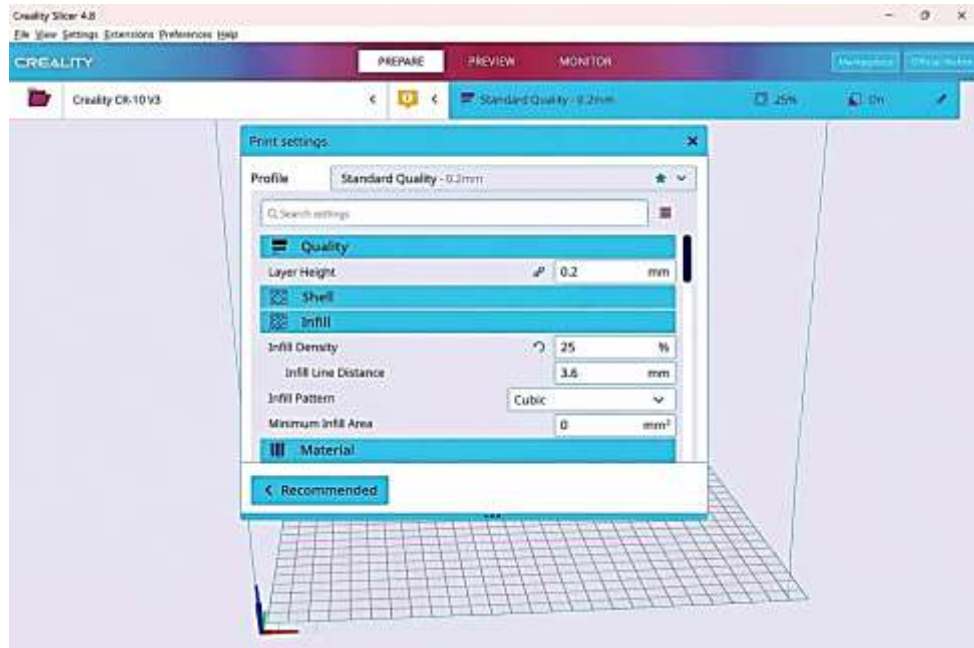 Creality Slicer 4.8
File View Settings Extensions Preferences Help
CREALITY PREPARE PREVIEW MONITOR Marketplace
Creality CR-10 V3 Standard Quality - 0.2mm 25% On
Print settings
Profile Standard Quality - 0.2mm
Search settings
Quality
Layer Height 0.2 mm
Shell
Infill
Infill Density 25 %
Infill Line Distance 3.6 mm
Infill Pattern Cubic
Minimum Infill Area 0 mm²
Material
Recommended